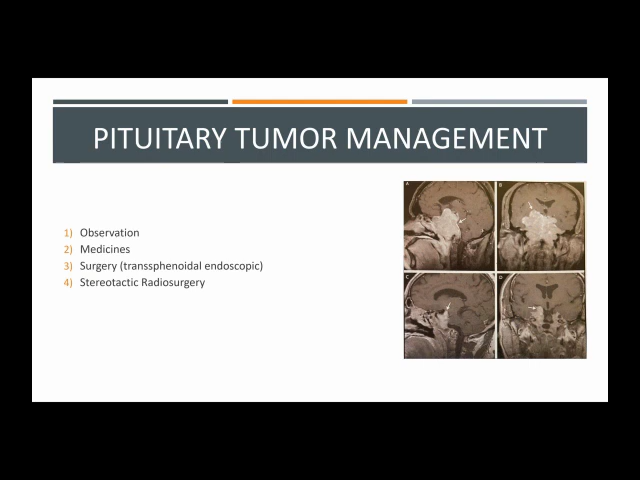 PITUITARY TUMOR MANAGEMENT
1) Observation
2) Medicines
3) Surgery (transsphenoidal endoscopic)
4) Stereotactic Radiosurgery
A
B
C
D